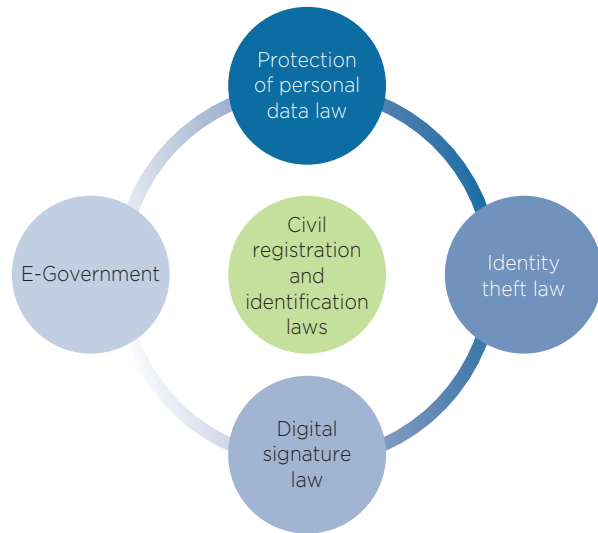 Protection
of personal
data law
E-Government
Civil
registration
and
identification
laws
Identity
theft law
Digital
signature
law